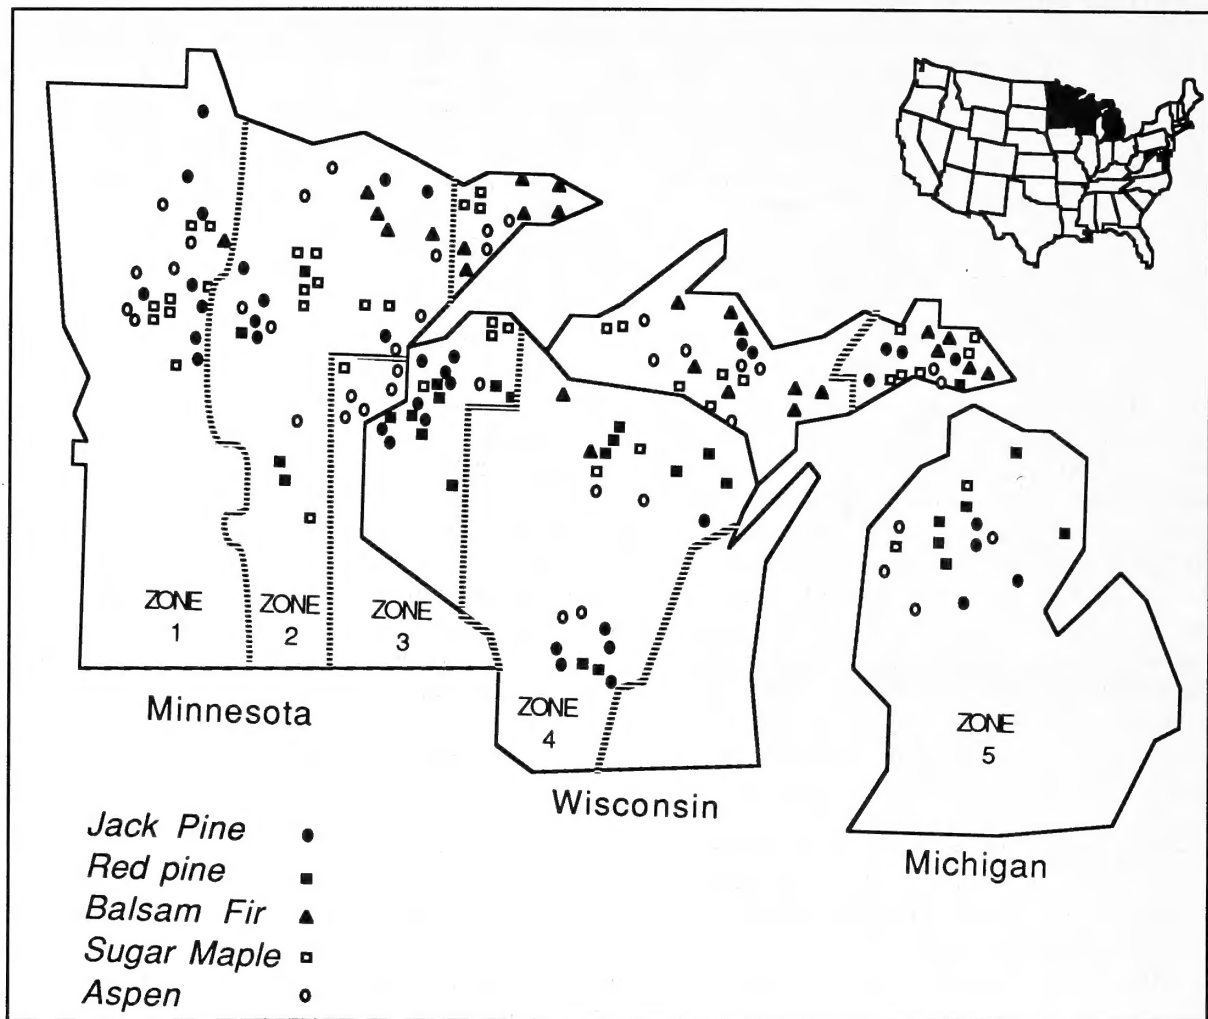 ZONE
1
ZONE
2
ZONE
3
ZONE
4
ZONE
5
Minnesota
Wisconsin
Michigan
Jack Pine
Red pine
Balsam Fir
Sugar Maple
Aspen